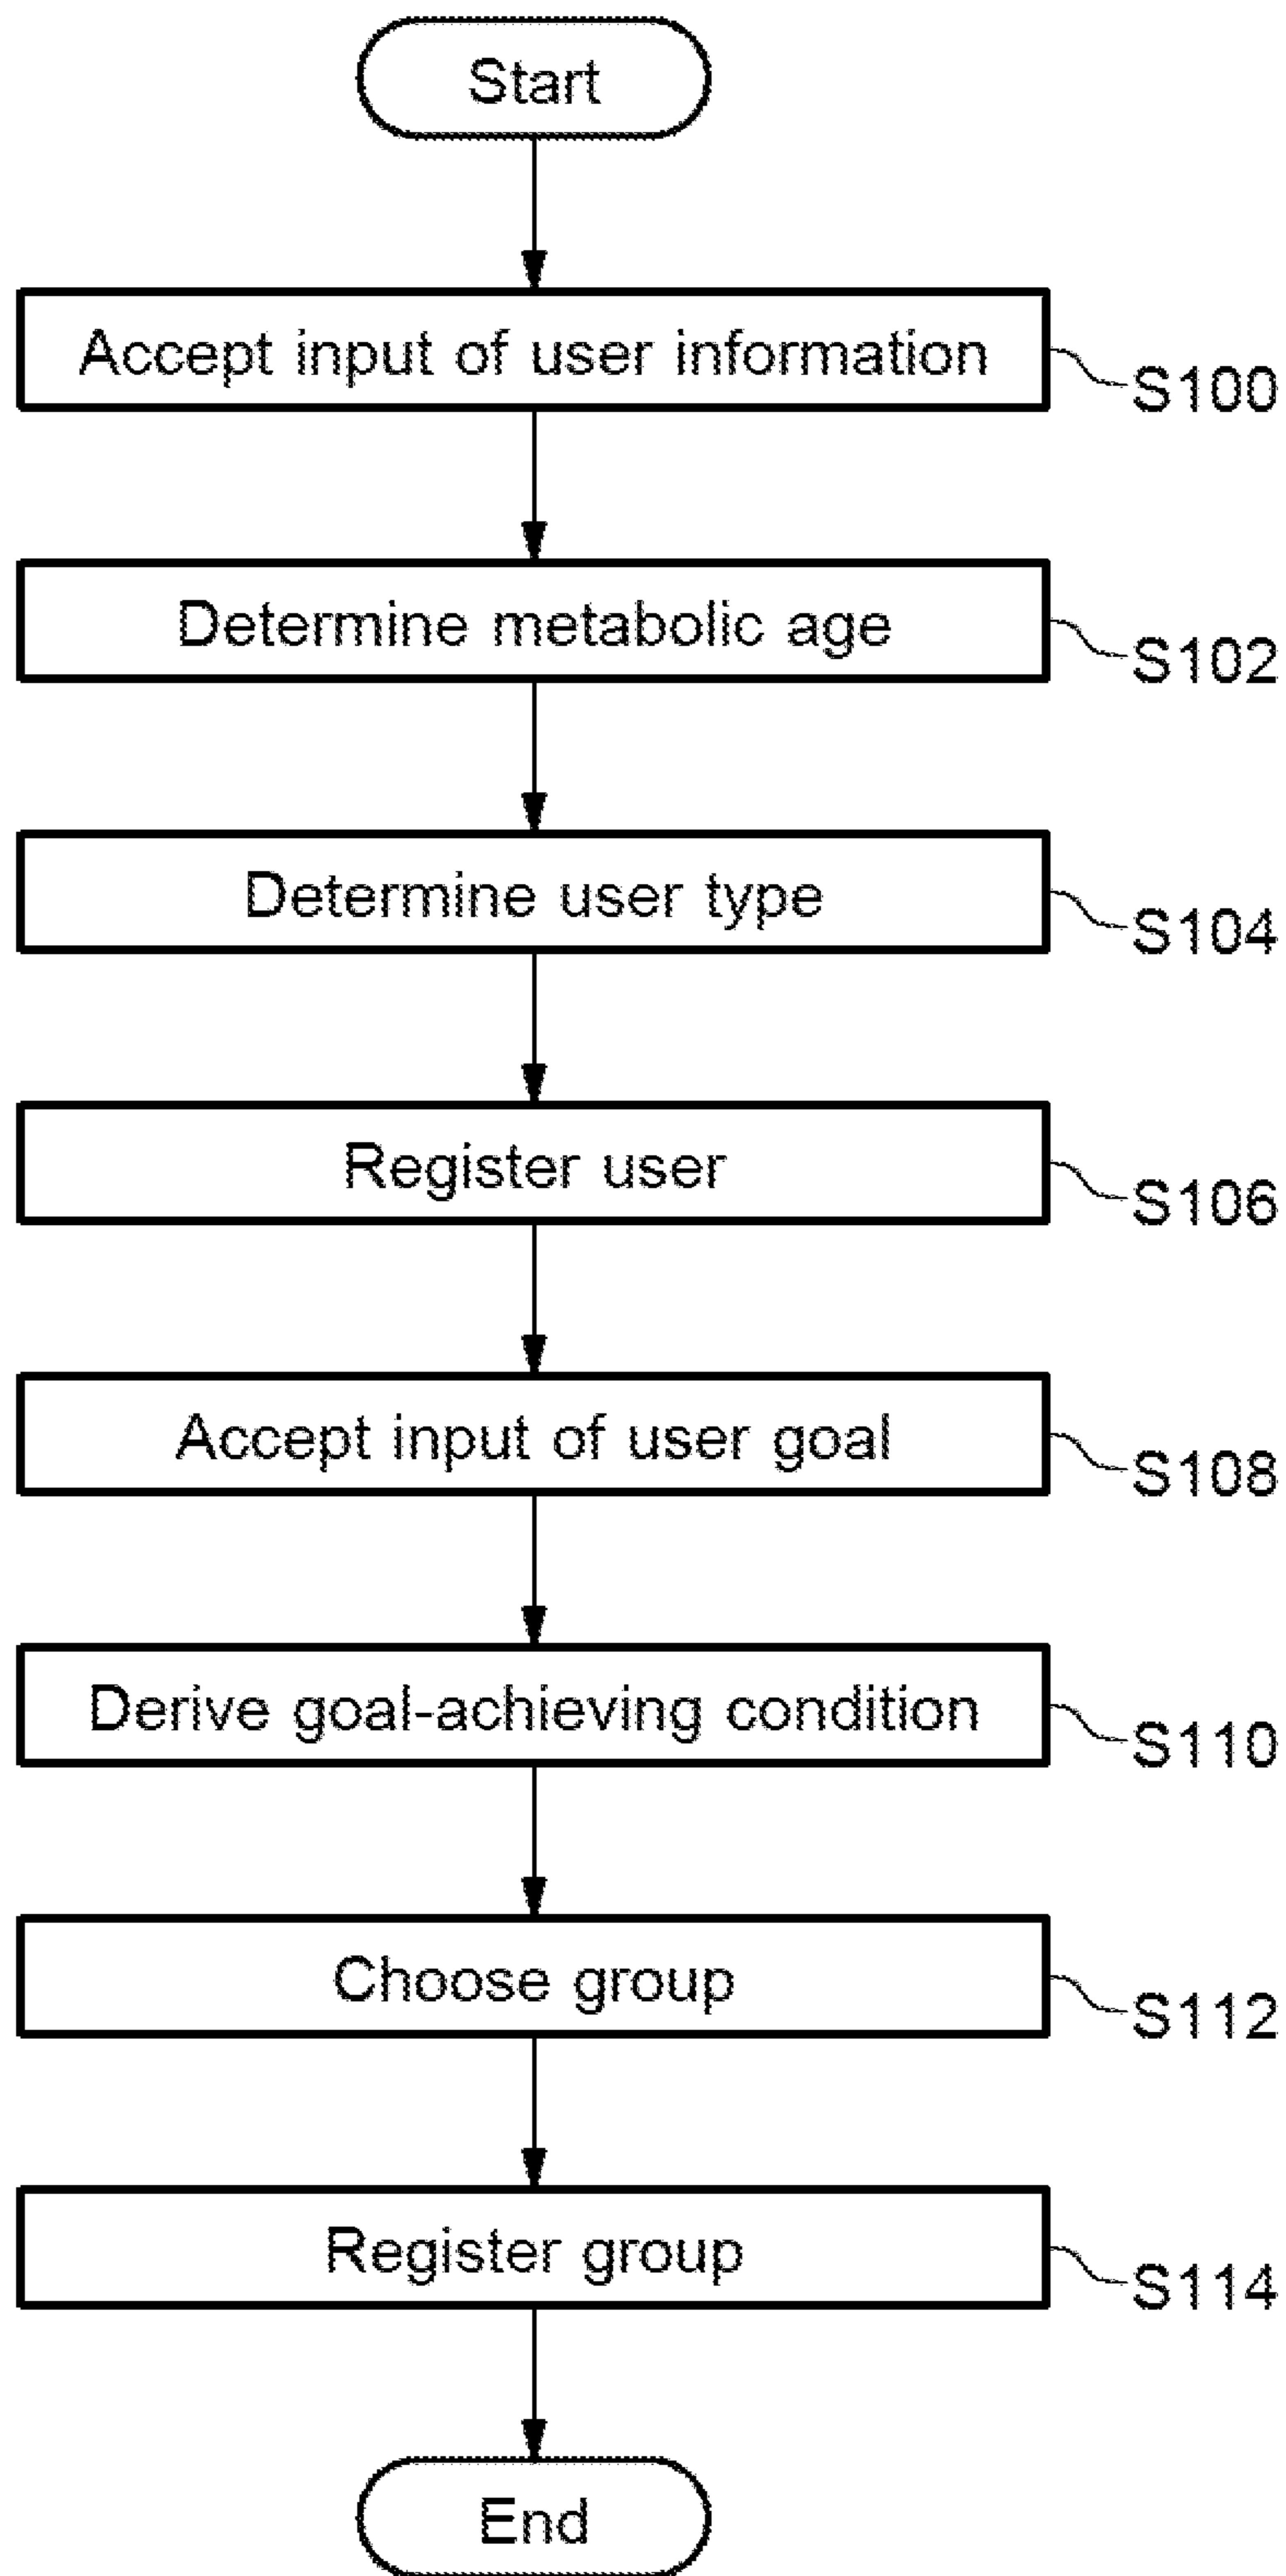 Start
Accept input of user information
S100
Determine metabolic age
S102
Determine user type
S104
Register user
S106
Accept input of user goal
S108
Derive goal-achieving condition
S110
Choose group
S112
Register group
S114
End